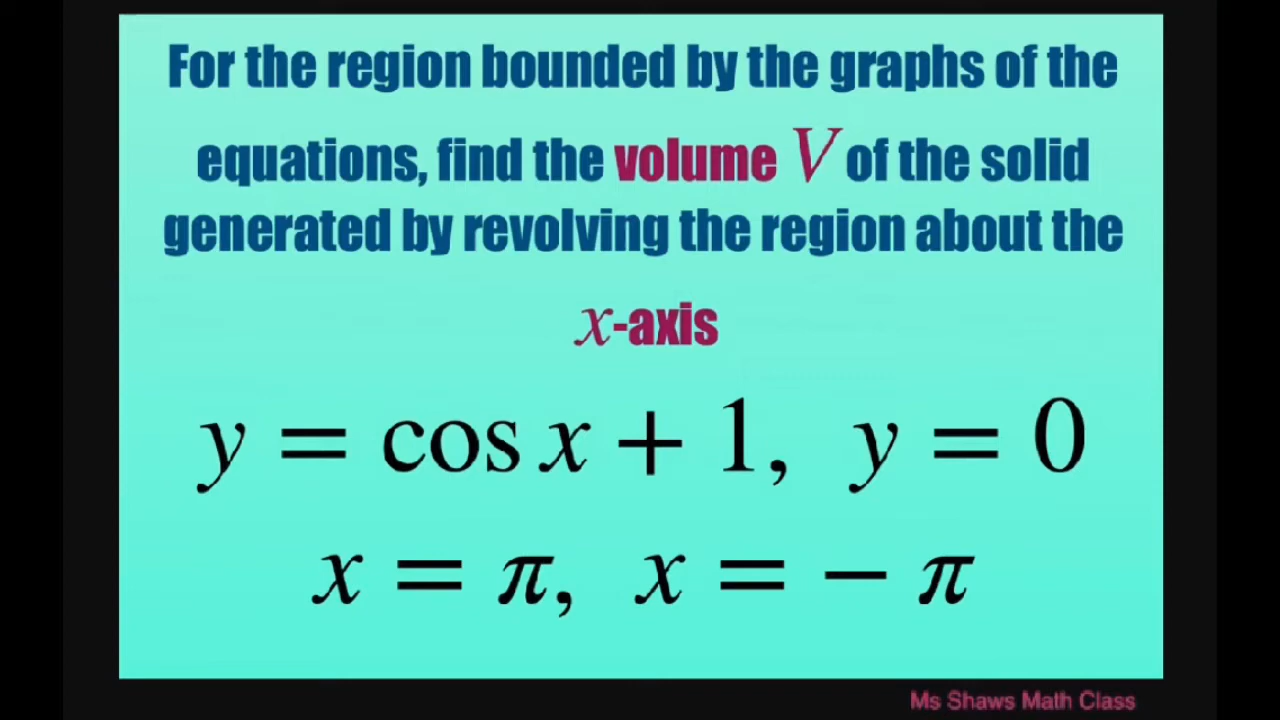 For the region bounded by the graphs of the
equations, find the volume V of the solid
generated by revolving the region about the
x-axis
y = cos x + 1, y = 0
x = π, x = − π
Ms Shaws Math Class